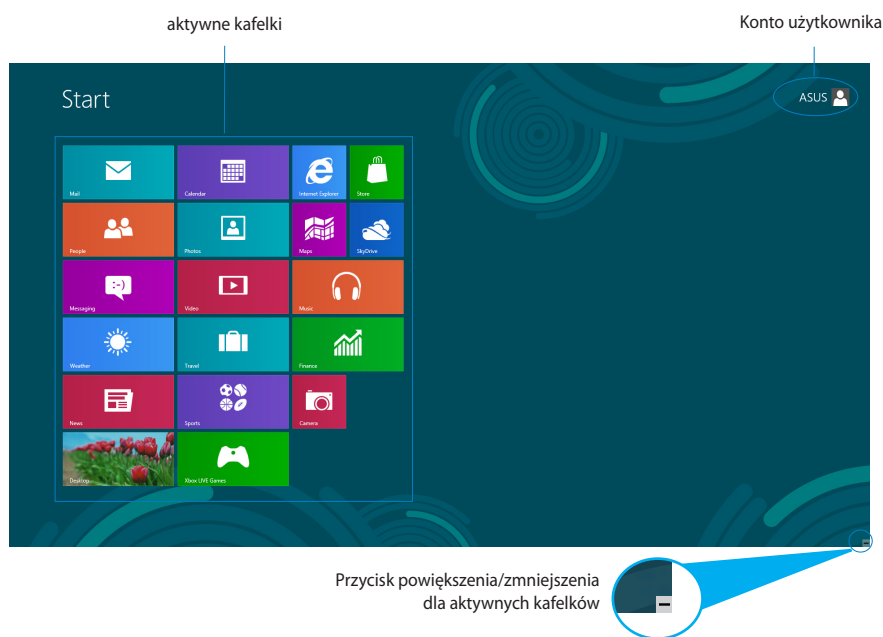 aktywne kafelki
Konto użytkownika
Start
ASUS
Mail
Calendar
Internet Explorer
Store
People
Photos
Maps
SkyDrive
Messaging
Video
Music
Weather
Travel
Finance
News
Sports
Camera
Desktop
Xbox LIVE Games
Przycisk powiększenia/zmniejszenia
dla aktywnych kafelków